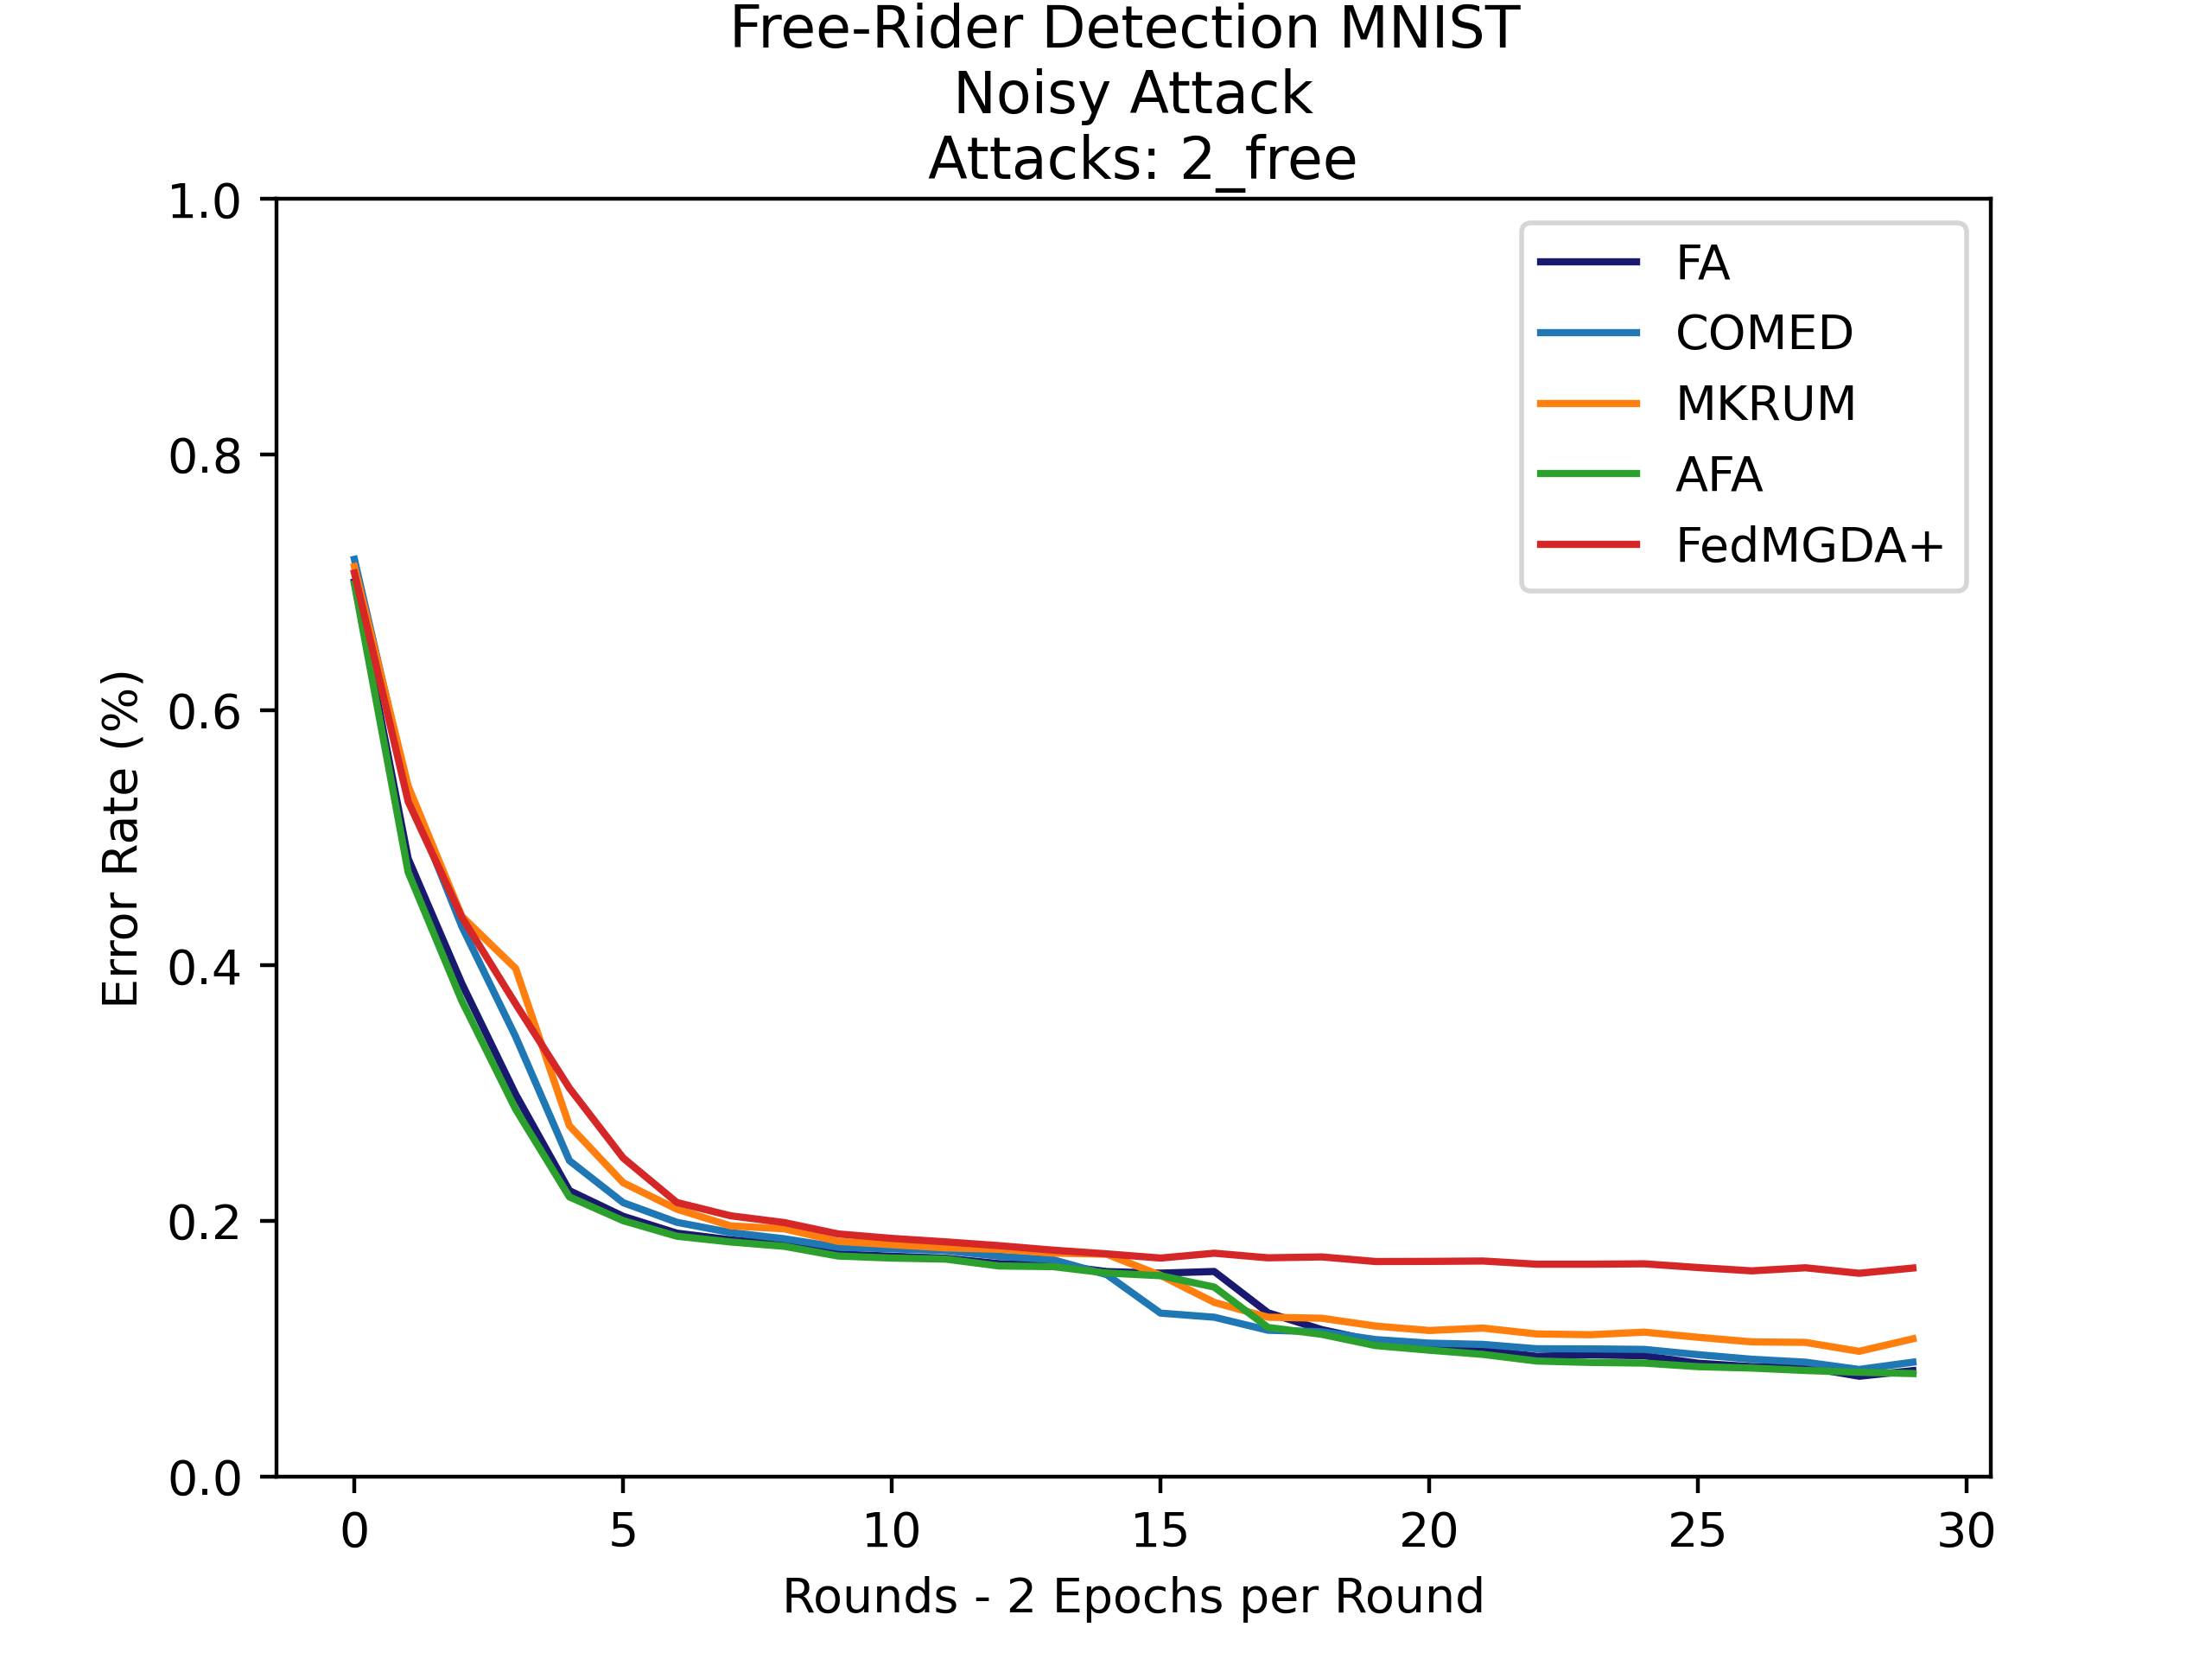 Free-Rider Detection MNIST
Noisy Attack
Attacks: 2_free
1.0
0.8
0.6
0.4
0.2
0.0
Error Rate (%)
FA
COMED
MKRUM
AFA
FedMGDA+
0 5 10 15 20 25 30
Rounds - 2 Epochs per Round